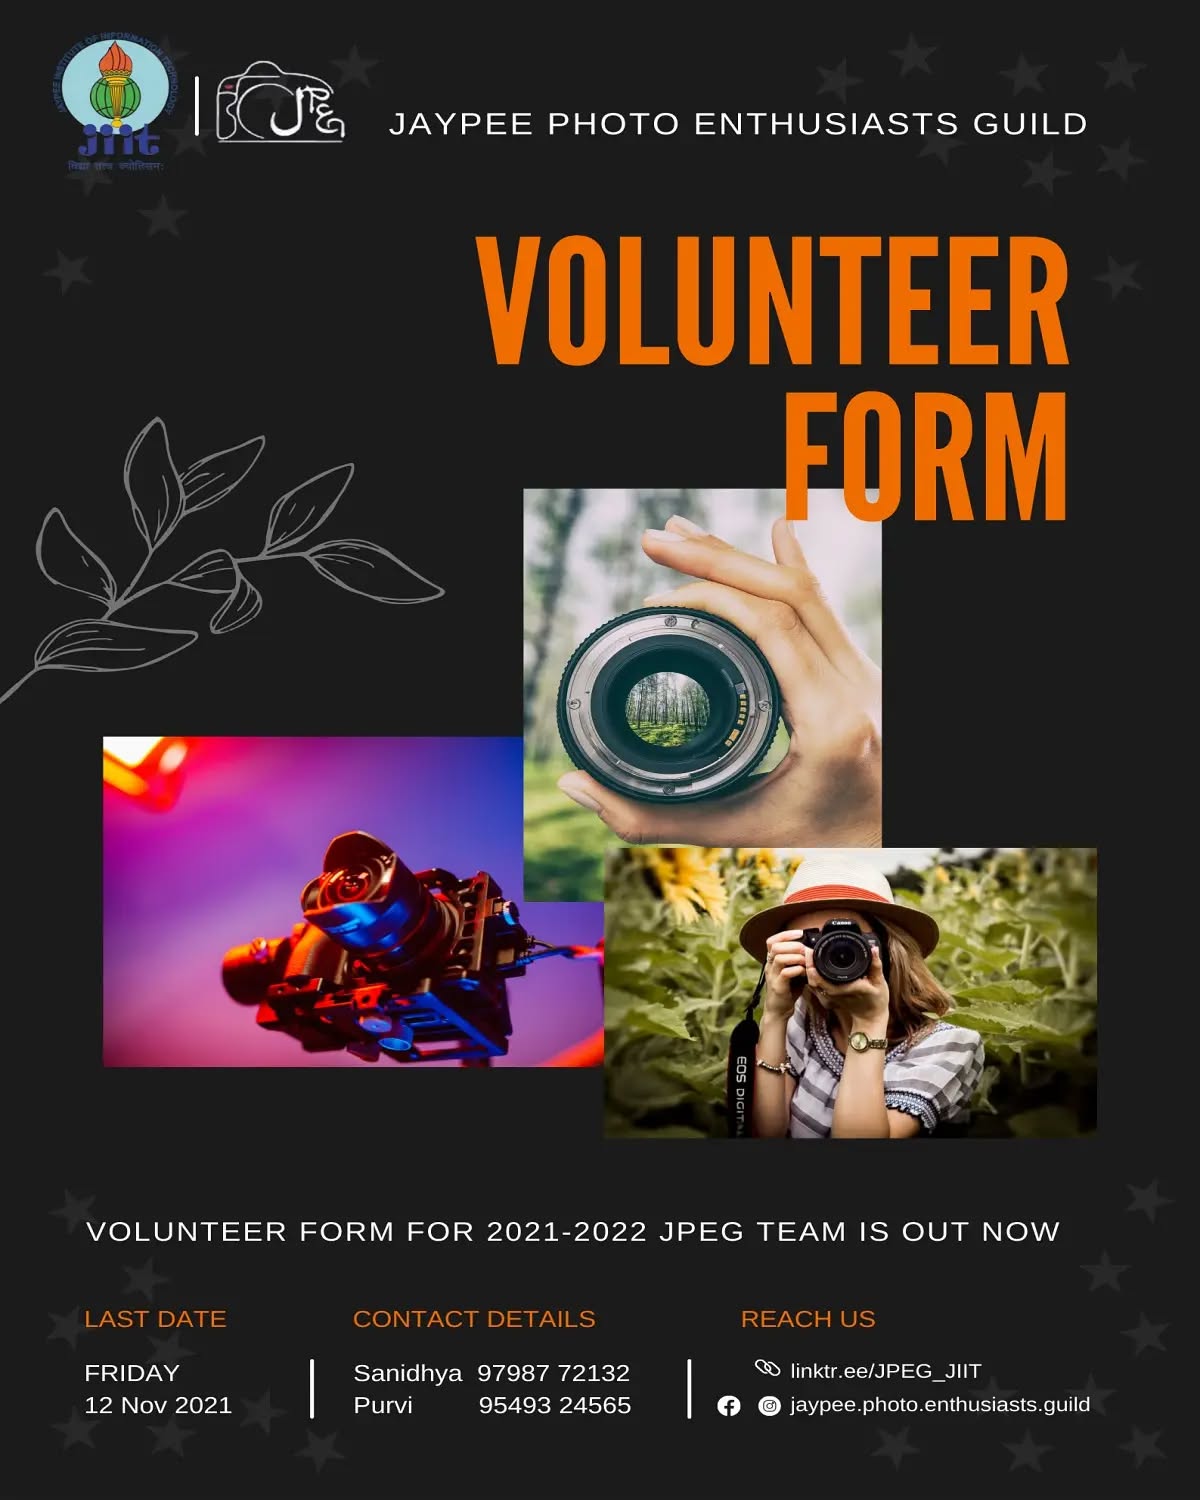 JAYPEE INSTITUTE OF INFORMATION TECHNOLOGY
jiit
विद्या तत्व ज्योतिसमः
JPEG
JAYPEE PHOTO ENTHUSIASTS GUILD
VOLUNTEER
FORM
Canon
EOS DIGITAL
VOLUNTEER FORM FOR 2021-2022 JPEG TEAM IS OUT NOW
LAST DATE
FRIDAY
12 Nov 2021
CONTACT DETAILS
Sanidhya 97987 72132
Purvi 95493 24565
REACH US
linktr.ee/JPEG_JIIT
jaypee.photo.enthusiasts.guild